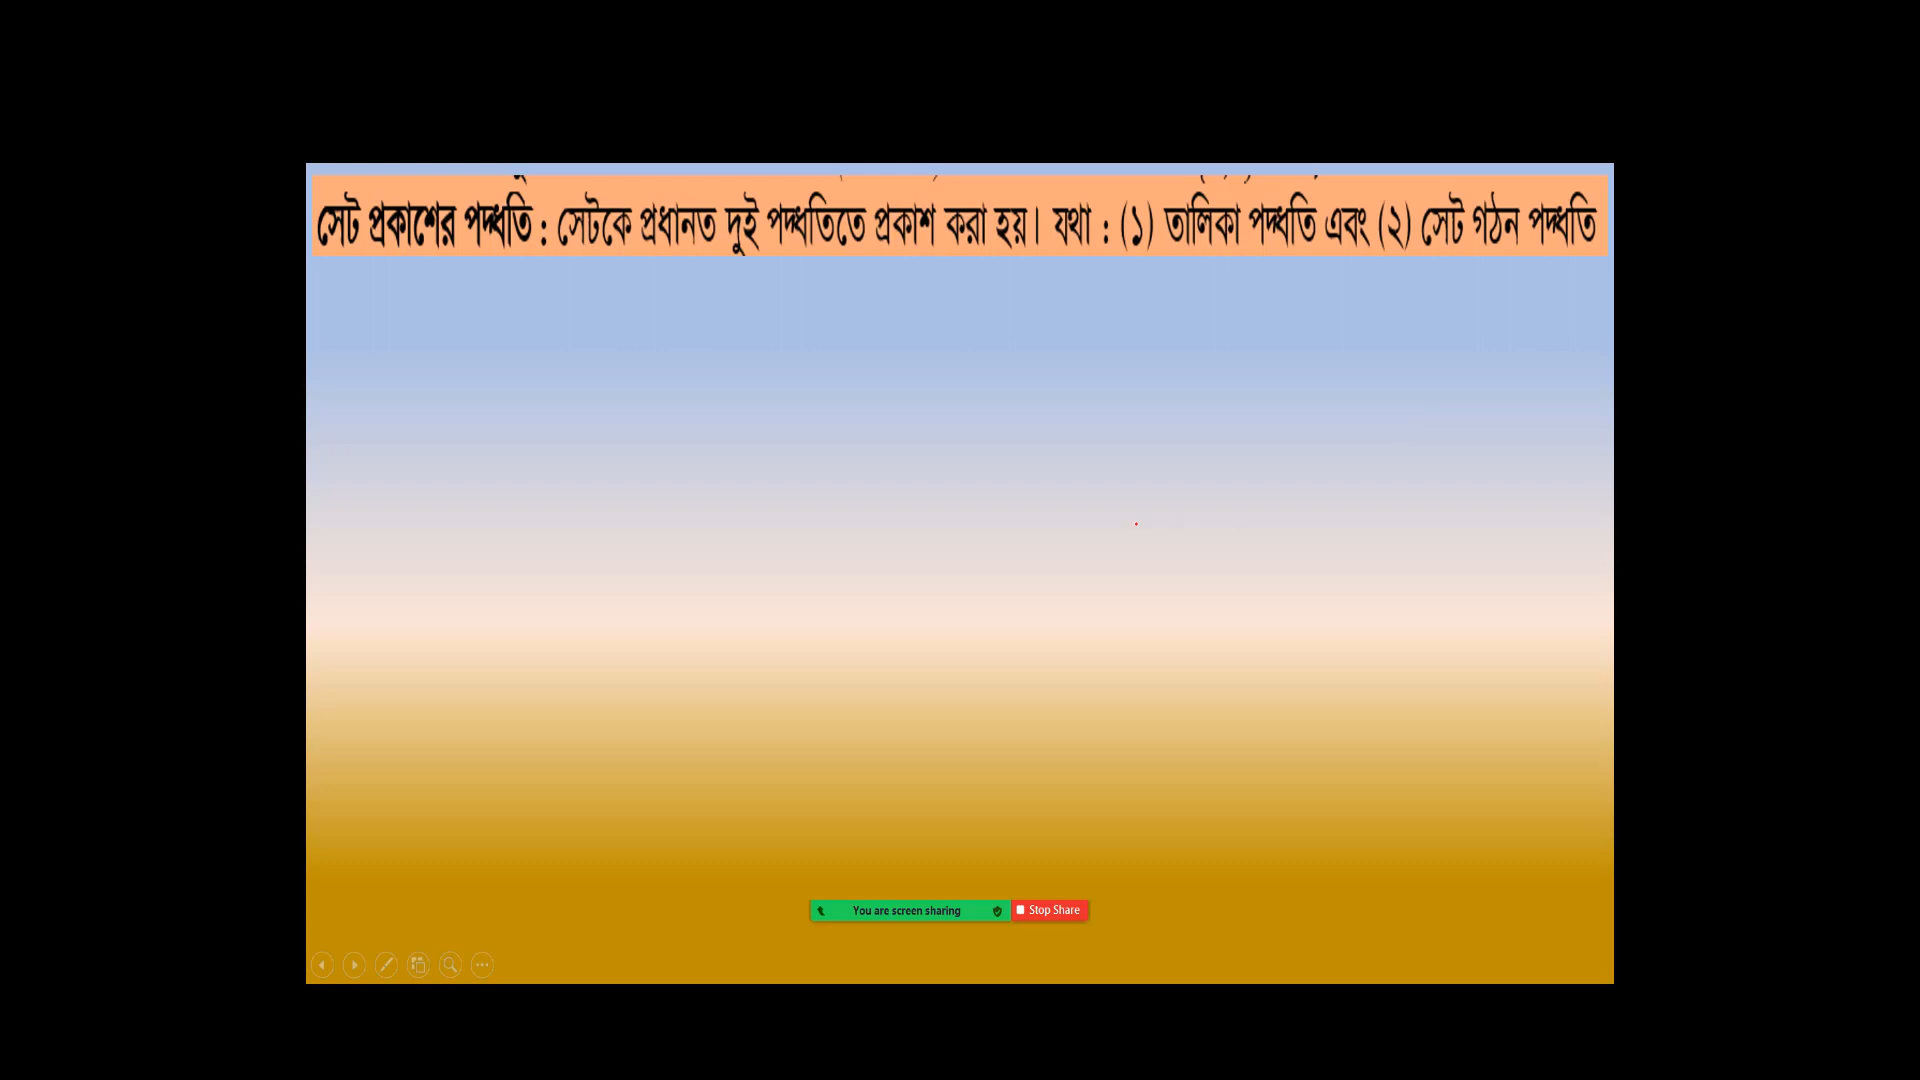 সেট প্রকাশের পদ্ধতি : সেটকে প্রধানত দুই পদ্ধতিতে প্রকাশ করা হয়। যথা : (১) তালিকা পদ্ধতি এবং (২) সেট গঠন পদ্ধতি
You are screen sharing Stop Share